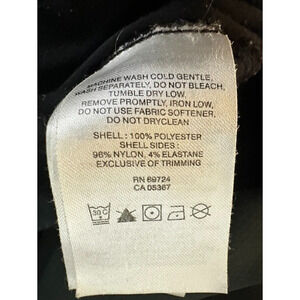 MACHINE WASH COLD GENTLE,
WASH SEPARATELY, DO NOT BLEACH,
TUMBLE DRY LOW,
REMOVE PROMPTLY, IRON LOW,
DO NOT USE FABRIC SOFTENER,
DO NOT DRYCLEAN
SHELL : 100% POLYESTER
SHELL SIDES :
96% NYLON, 4% ELASTANE
EXCLUSIVE OF TRIMMING
RN 69724
CA 05367
30°C